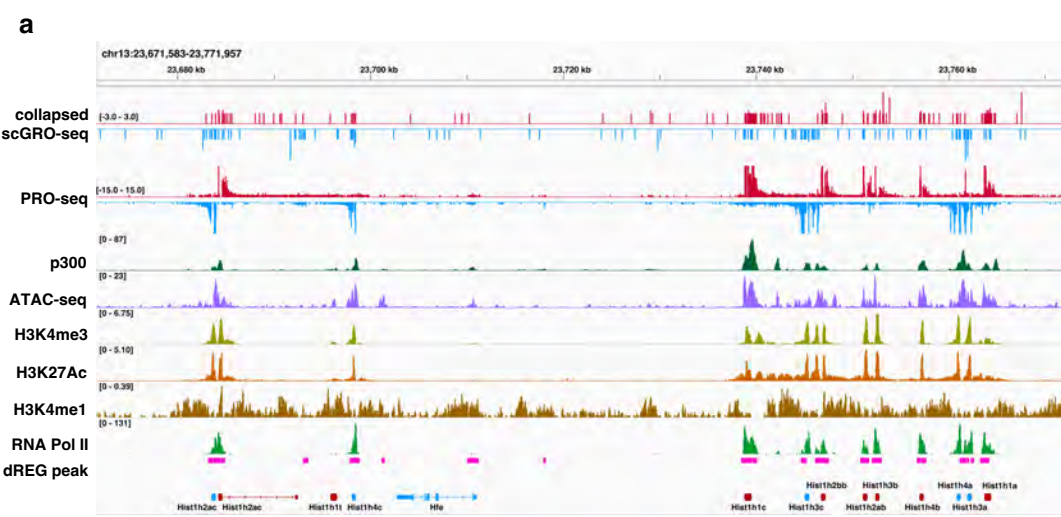 a
chr13:23,671,583-23,771,957
23,680 kb 23,700 kb 23,720 kb 23,740 kb 23,760 kb
collapsed
scGRO-seq
[-3.0 - 3.0]
PRO-seq
[-15.0 - 15.0]
p300
[0 - 87]
ATAC-seq
[0 - 23]
H3K4me3
[0 - 6.75]
H3K27Ac
[0 - 5.10]
H3K4me1
[0 - 0.39]
RNA Pol II
[0 - 131]
dREG peak
Hist1h2bb Hist1h3b Hist1h4a Hist1h1a
Hist1h2ac Hist1h2ac Hist1h1t Hist1h4c Hfe Hist1h1c Hist1h3c Hist1h2ab Hist1h4b Hist1h3a